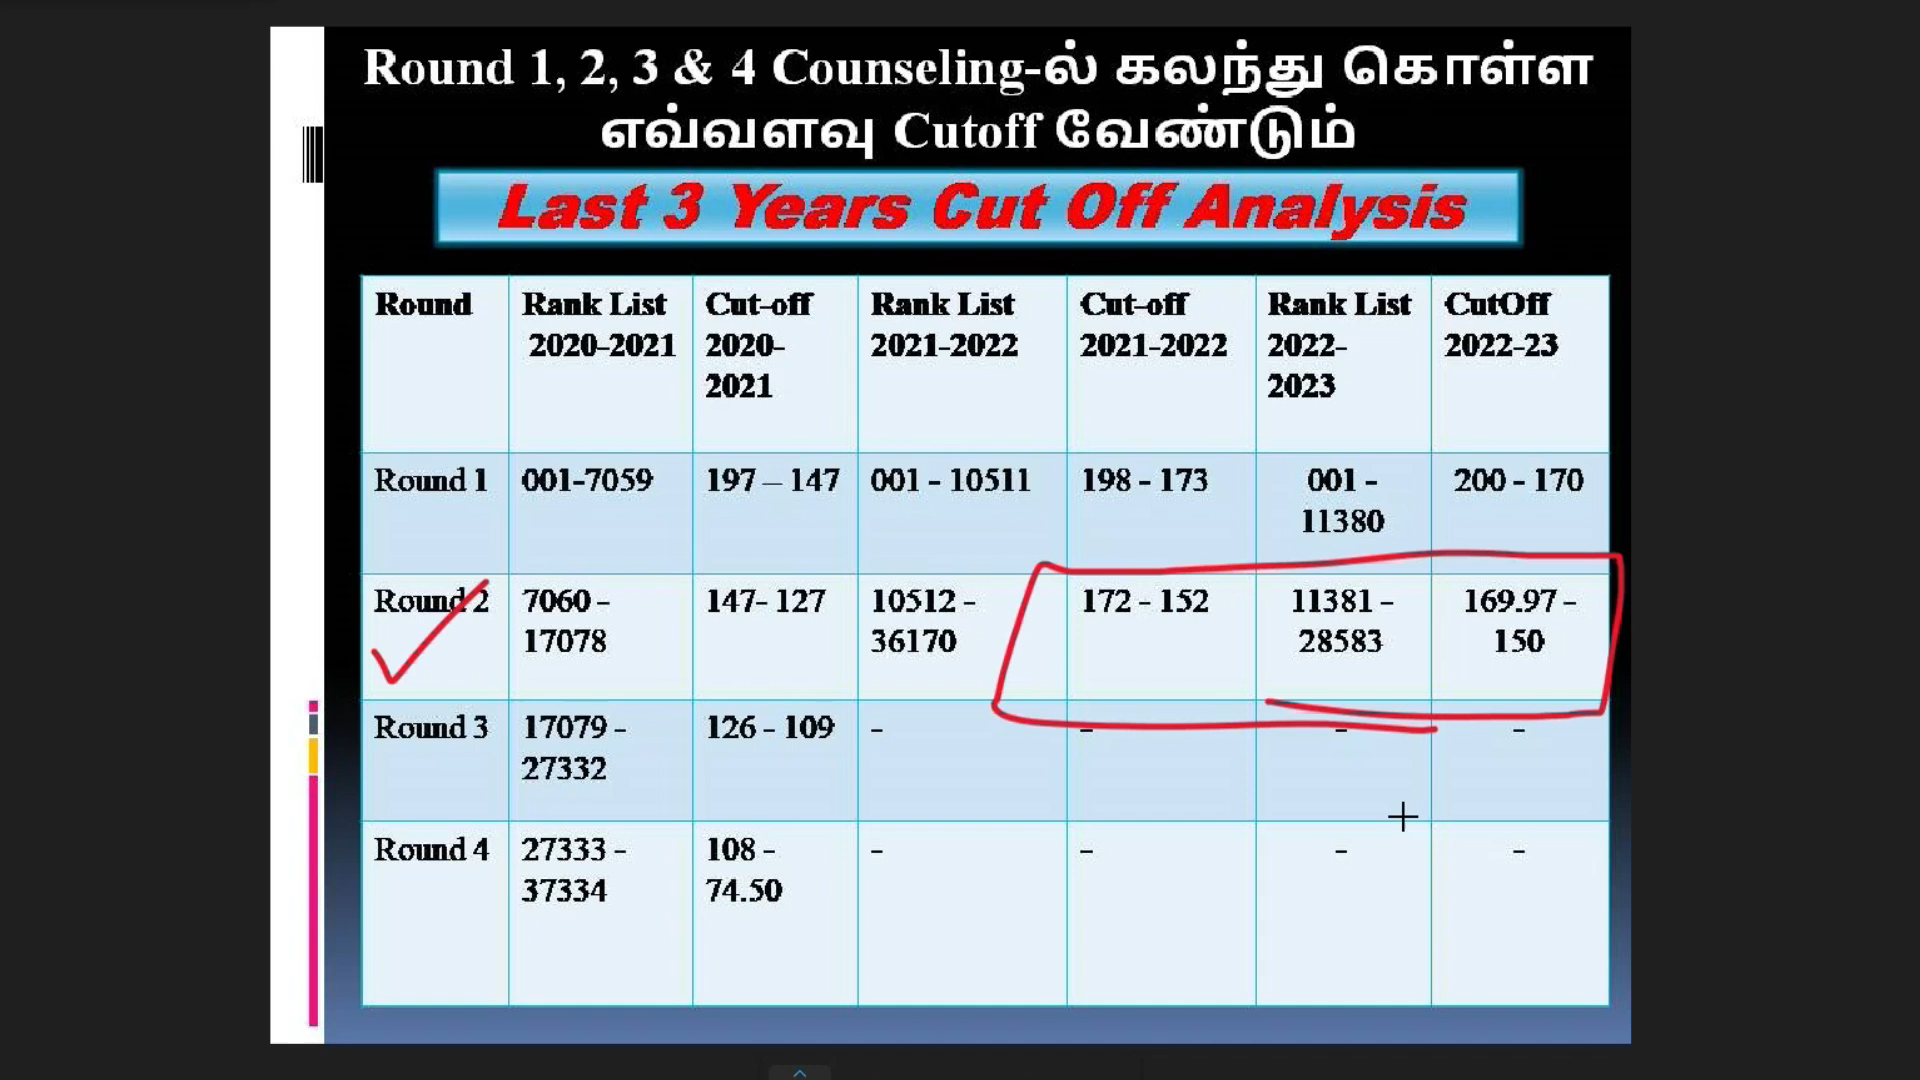 Round 1, 2, 3 & 4 Counseling-ல் கலந்து கொள்ள
எவ்வளவு Cutoff வேண்டும்
Last 3 Years Cut Off Analysis
Round
Rank List
2020-2021
Cut-off
2020-
2021
Rank List
2021-2022
Cut-off
2021-2022
Rank List
2022-
2023
CutOff
2022-23
Round 1
001-7059
197 – 147
001 - 10511
198 - 173
001 -
11380
200 - 170
Round 2
7060 -
17078
147- 127
10512 -
36170
172 - 152
11381 -
28583
169.97 -
150
Round 3
17079 -
27332
126 - 109
-
-
-
-
Round 4
27333 -
37334
108 -
74.50
-
-
-
-